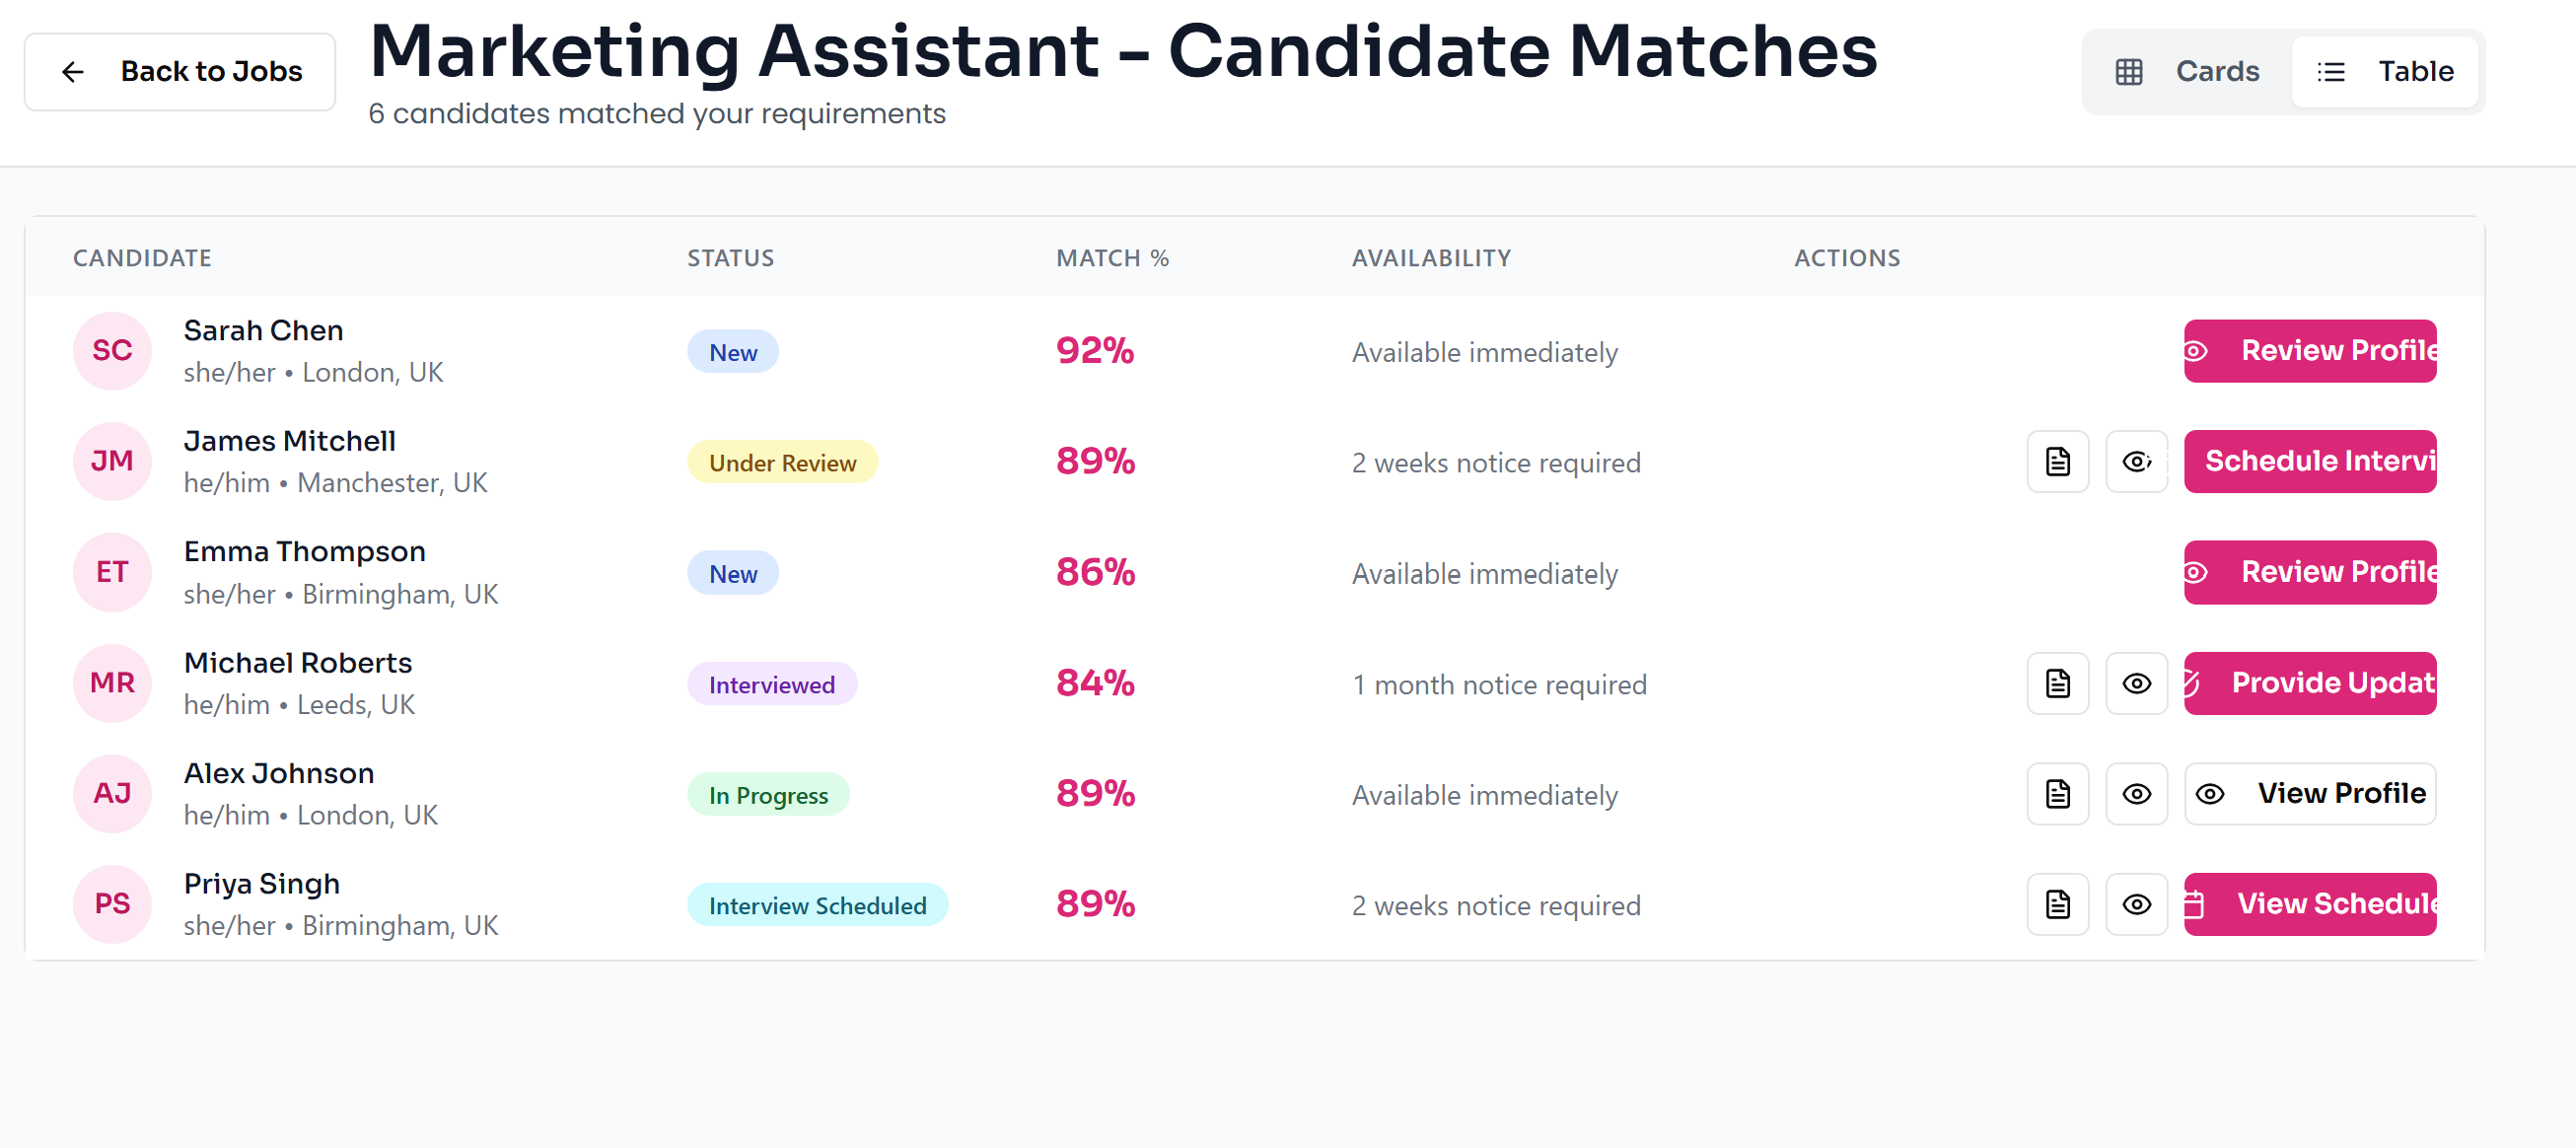 Back to Jobs
Marketing Assistant - Candidate Matches
6 candidates matched your requirements
Cards
Table
CANDIDATE STATUS MATCH % AVAILABILITY ACTIONS
SC
Sarah Chen
she/her • London, UK
New
92%
Available immediately
Review Profile
JM
James Mitchell
he/him • Manchester, UK
Under Review
89%
2 weeks notice required
Schedule Intervi
ET
Emma Thompson
she/her • Birmingham, UK
New
86%
Available immediately
Review Profile
MR
Michael Roberts
he/him • Leeds, UK
Interviewed
84%
1 month notice required
Provide Updat
AJ
Alex Johnson
he/him • London, UK
In Progress
89%
Available immediately
View Profile
PS
Priya Singh
she/her • Birmingham, UK
Interview Scheduled
89%
2 weeks notice required
View Schedule